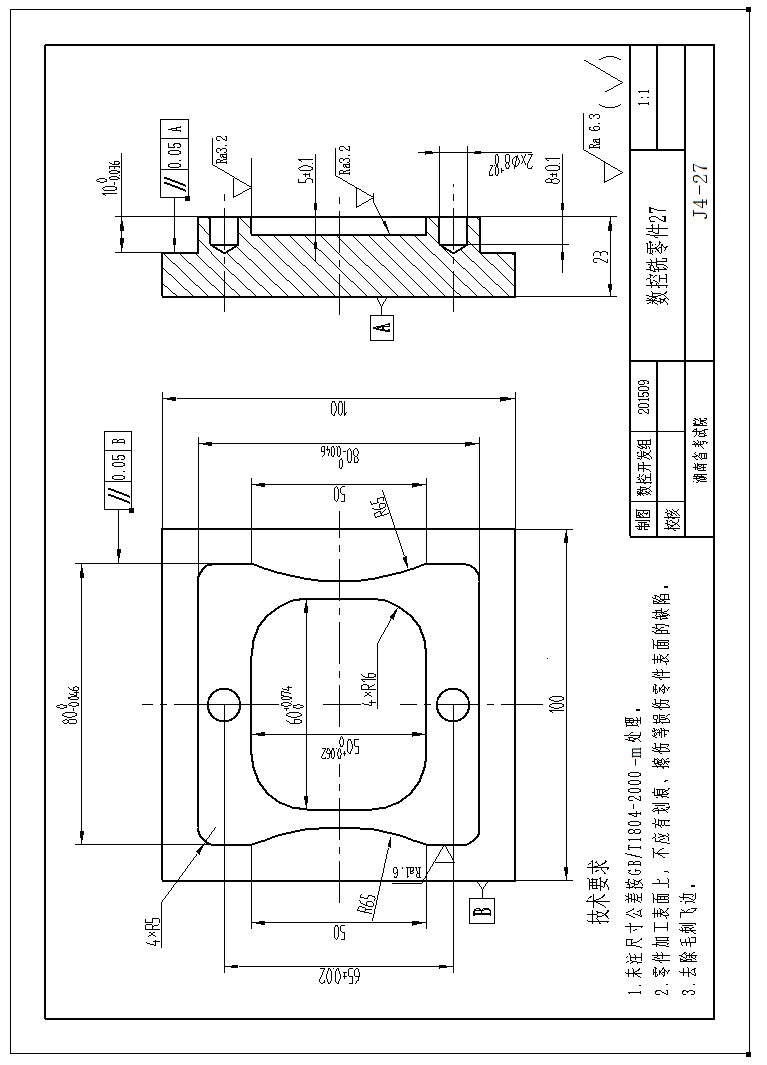 10 0 -0.036
// 0.05 A
Ra3.2
5±0.1
Ra3.2
2×Φ8 +0.2 0
8±0.1
23
A
Ra 6.3 (√)
// 0.05 B
100
80 0 -0.046
50
R65
80 0 -0.046
60 +0.074 0
50 +0.062 0
4×R16
100
4×R5
R65
Ra1.6
B
50
65±0.02
技术要求
1.未注尺寸公差按GB/T1804-2000-m处理。
2.零件加工表面上，不应有划痕、擦伤等损伤零件表面的缺陷。
3.去除毛刺飞边。
数控铣零件27
1:1
J4-27
制图 数控开发组 201509
校核
湖南省考试院